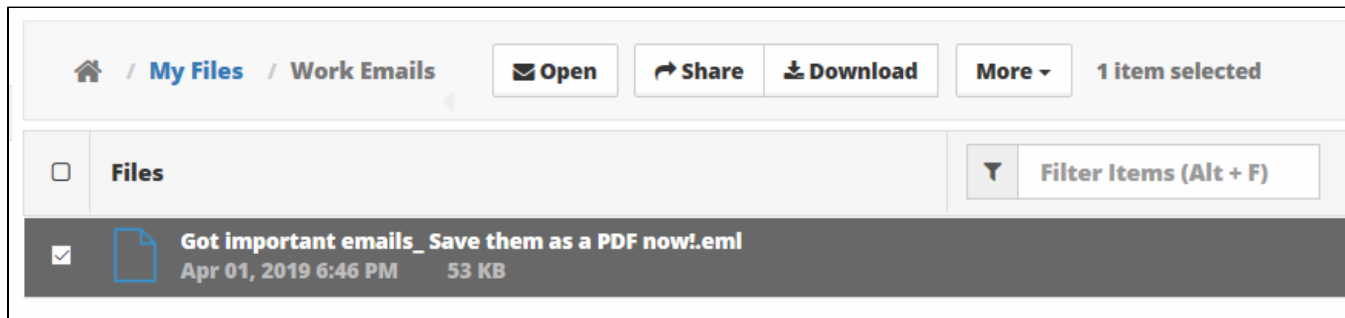 / My Files / Work Emails Open Share Download More 1 item selected
Files Filter Items (Alt + F)
Got important emails_ Save them as a PDF now!.eml
Apr 01, 2019 6:46 PM 53 KB